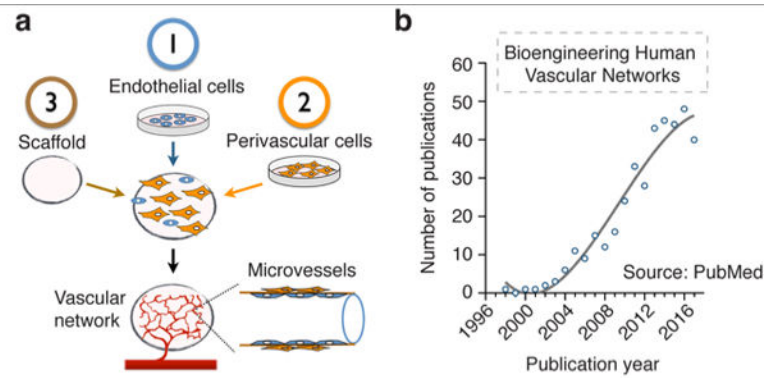 a
1
Endothelial cells
3
Scaffold
2
Perivascular cells
Vascular
network
Microvessels
b
Bioengineering Human
Vascular Networks
Number of publications
60
50
40
30
20
10
0
Source: PubMed
1996
2000
2004
2008
2012
2016
Publication year